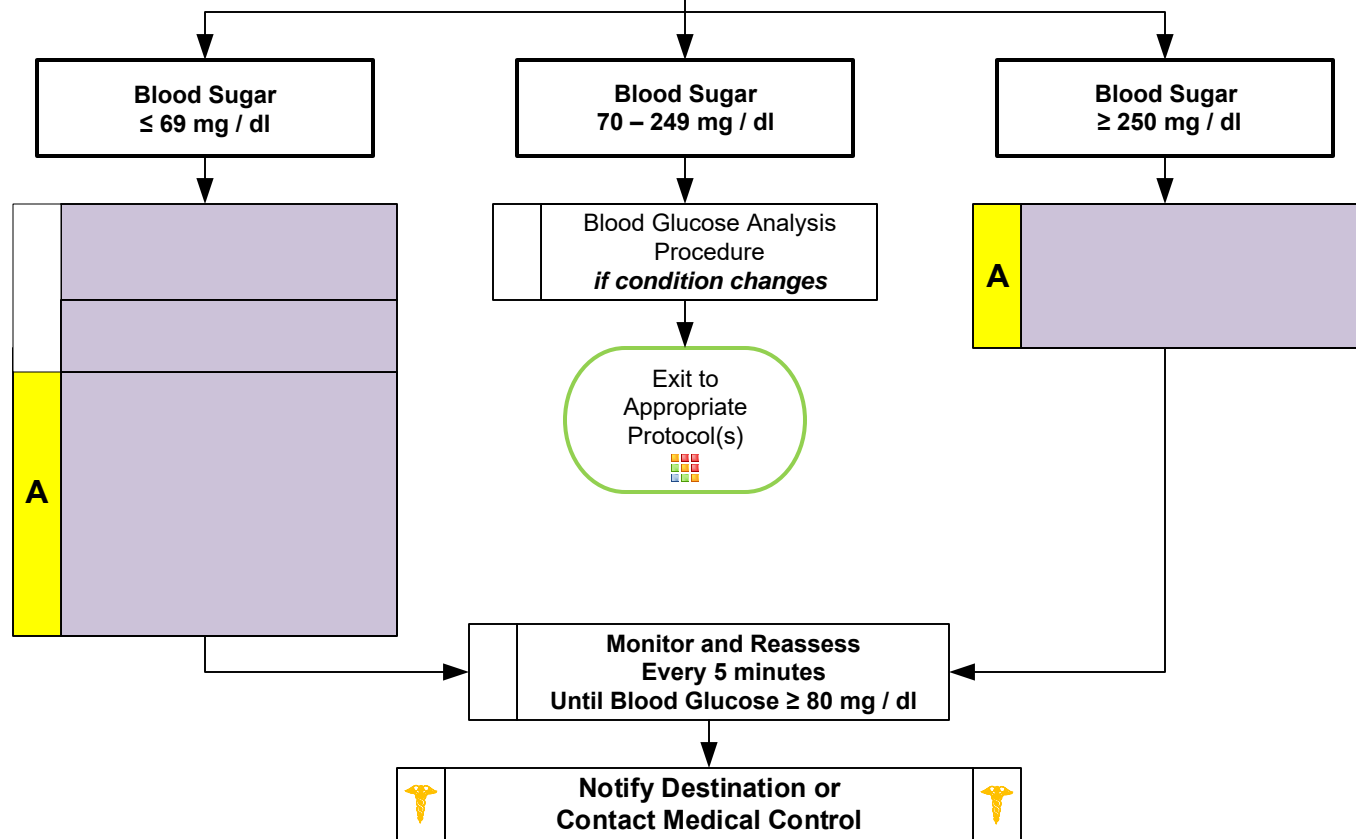 Blood Sugar
≤ 69 mg / dl
Blood Sugar
70 – 249 mg / dl
Blood Sugar
≥ 250 mg / dl
Blood Glucose Analysis
Procedure
if condition changes
A
Exit to
Appropriate
Protocol(s)
A
Monitor and Reassess
Every 5 minutes
Until Blood Glucose ≥ 80 mg / dl
Notify Destination or
Contact Medical Control